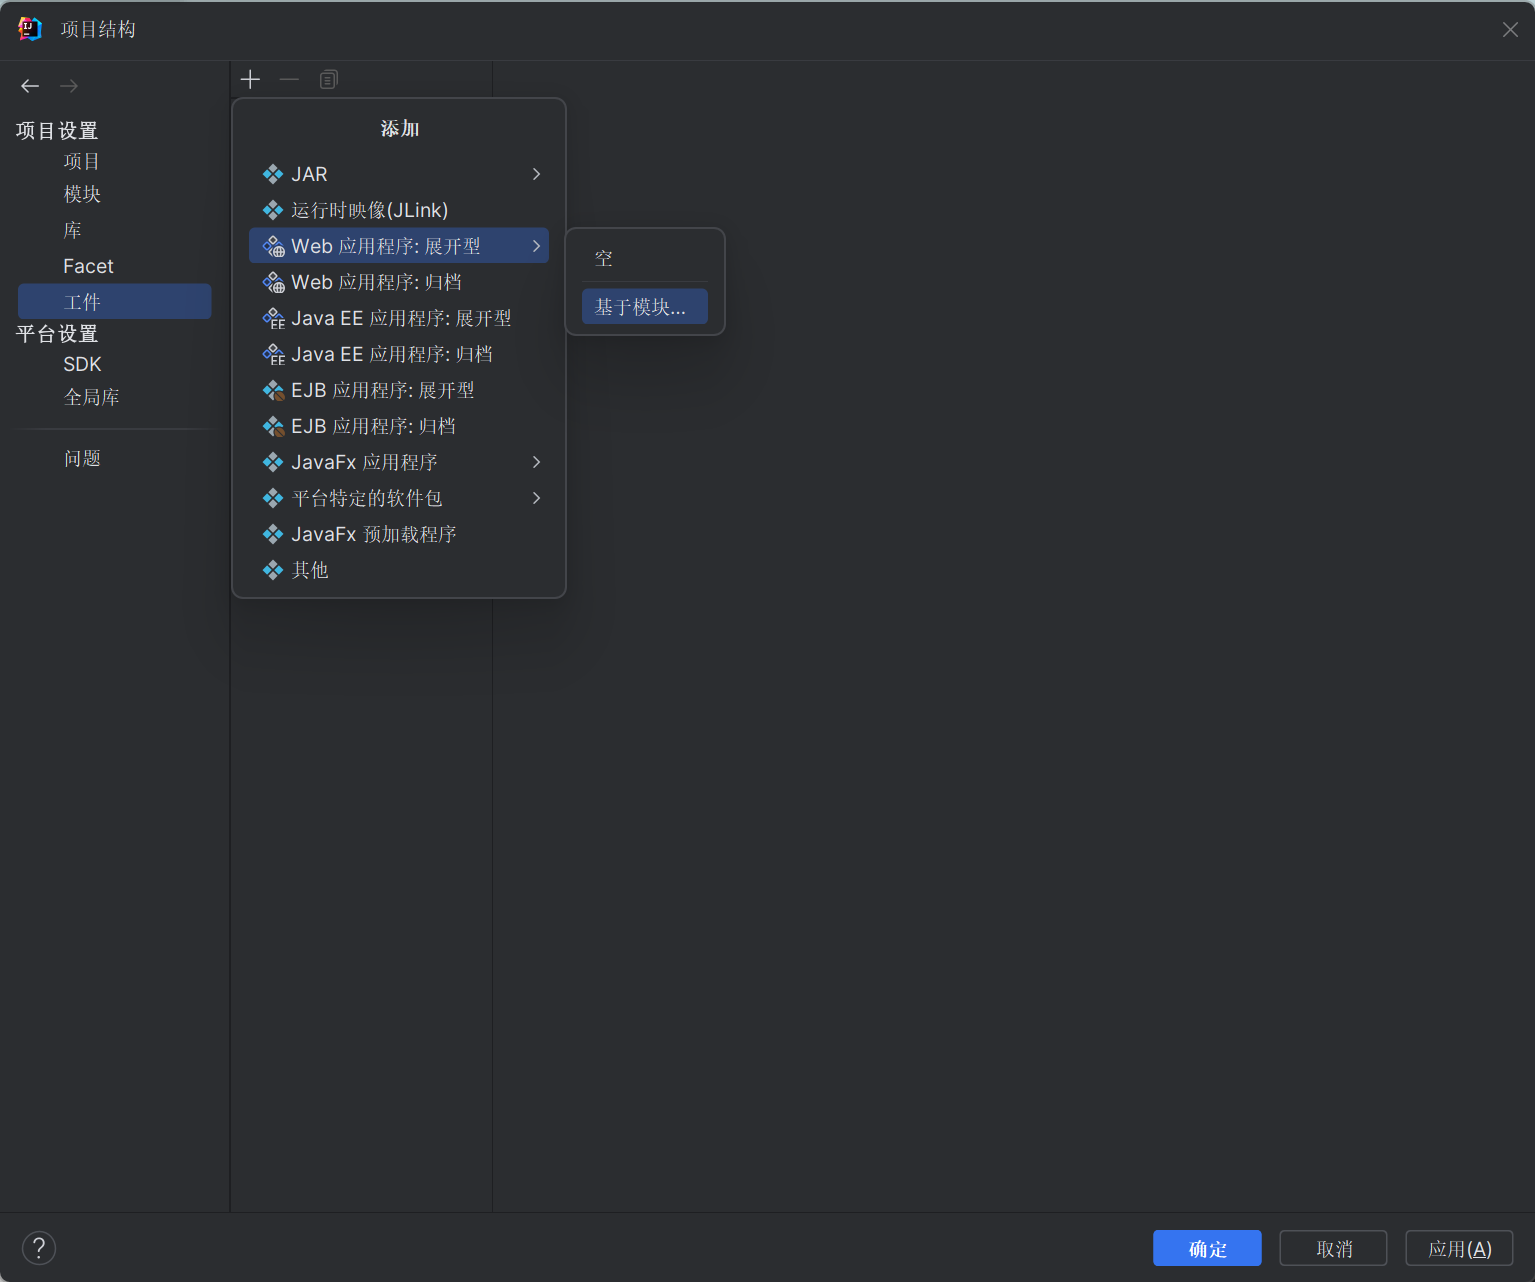 项目结构
项目设置
项目
模块
库
Facet
工件
平台设置
SDK
全局库
问题
添加
JAR
运行时映像(JLink)
Web 应用程序: 展开型
Web 应用程序: 归档
Java EE 应用程序: 展开型
Java EE 应用程序: 归档
EJB 应用程序: 展开型
EJB 应用程序: 归档
JavaFx 应用程序
平台特定的软件包
JavaFx 预加载程序
其他
空
基于模块...
?
确定
取消
应用(A)